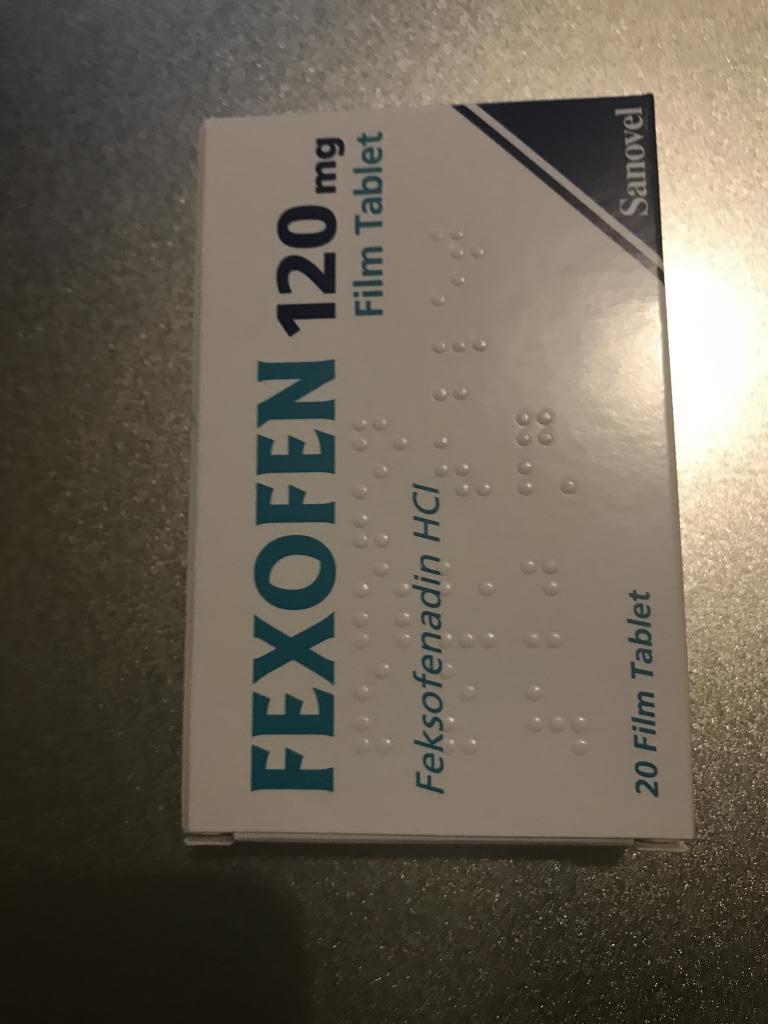 FEXOFEN 120 mg
Film Tablet
Feksofenadin HCl
20 Film Tablet
Sanovel